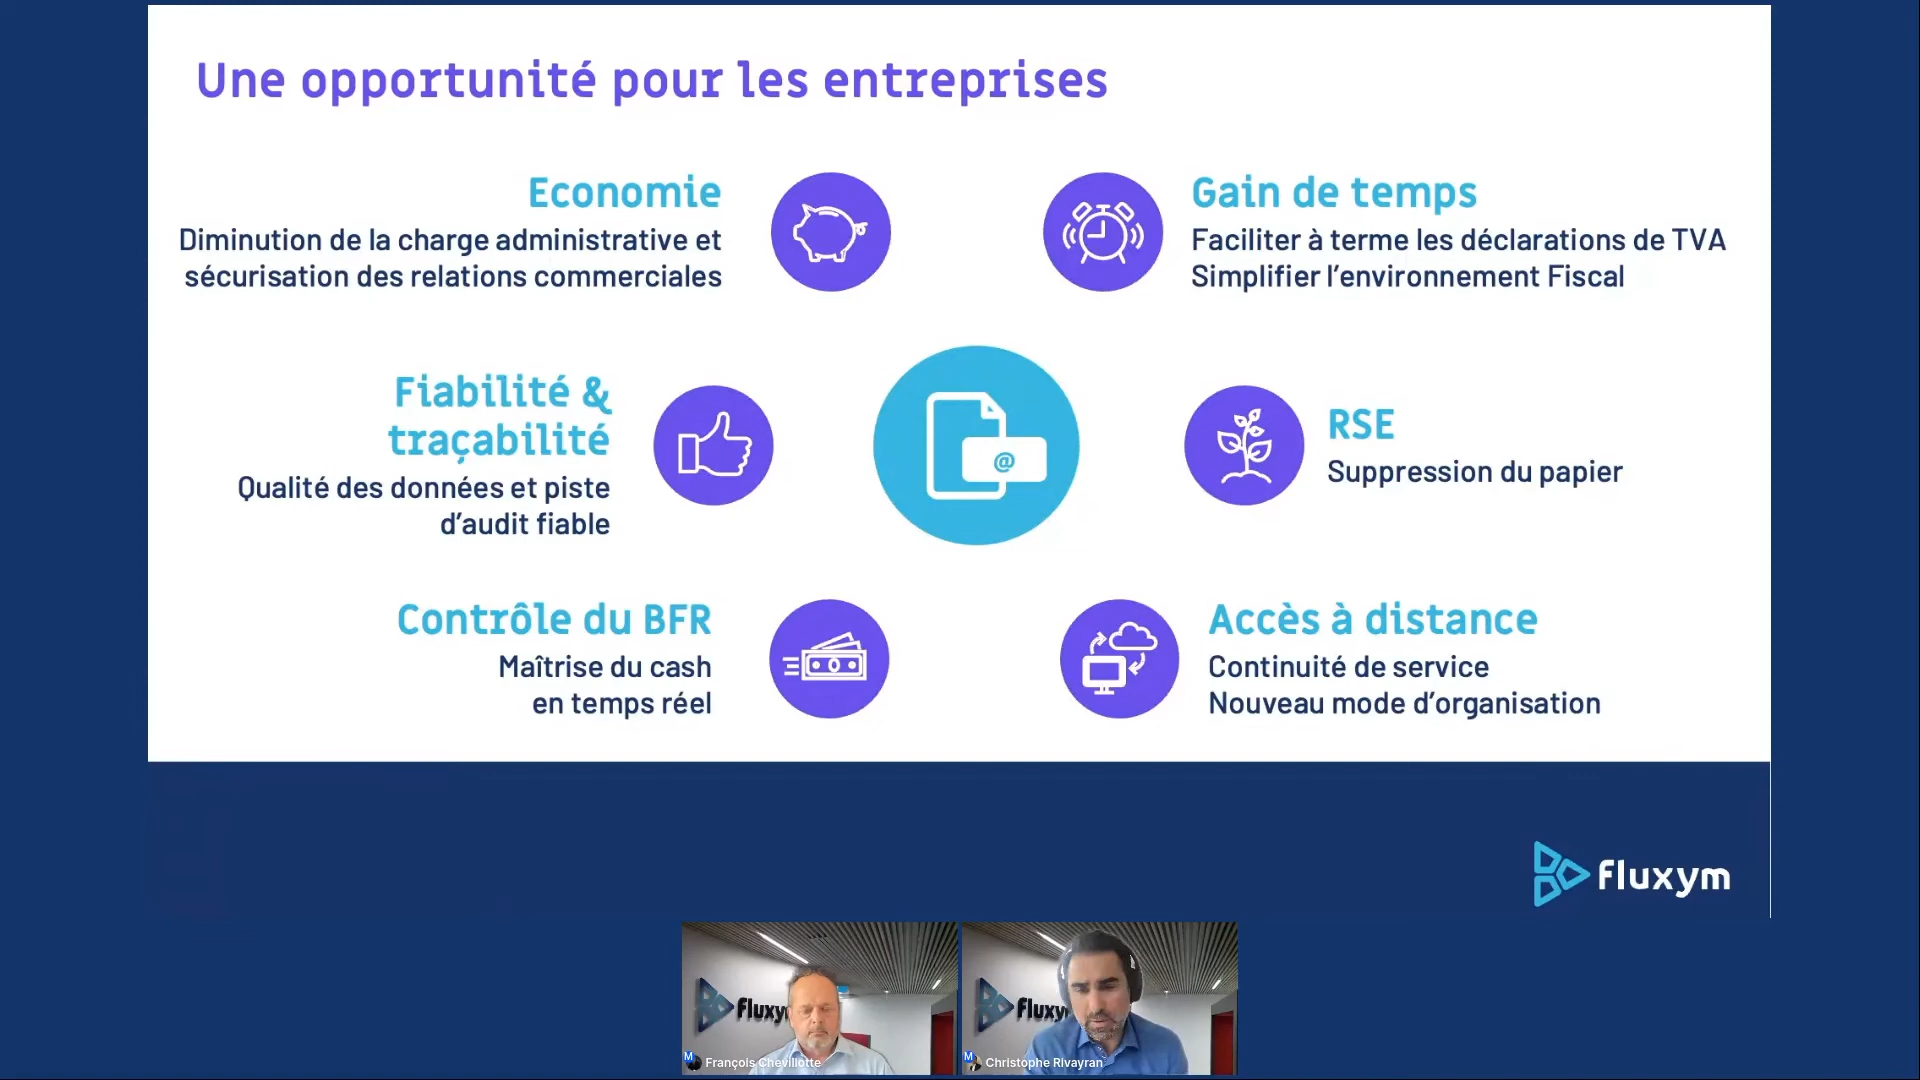 Une opportunité pour les entreprises
Economie
Diminution de la charge administrative et
sécurisation des relations commerciales
Gain de temps
Faciliter à terme les déclarations de TVA
Simplifier l'environnement Fiscal
Fiabilité &
traçabilité
Qualité des données et piste
d'audit fiable
@
RSE
Suppression du papier
Contrôle du BFR
Maîtrise du cash
en temps réel
Accès à distance
Continuité de service
Nouveau mode d'organisation
fluxym
M
François Chevillotte
M
Christophe Rivayran